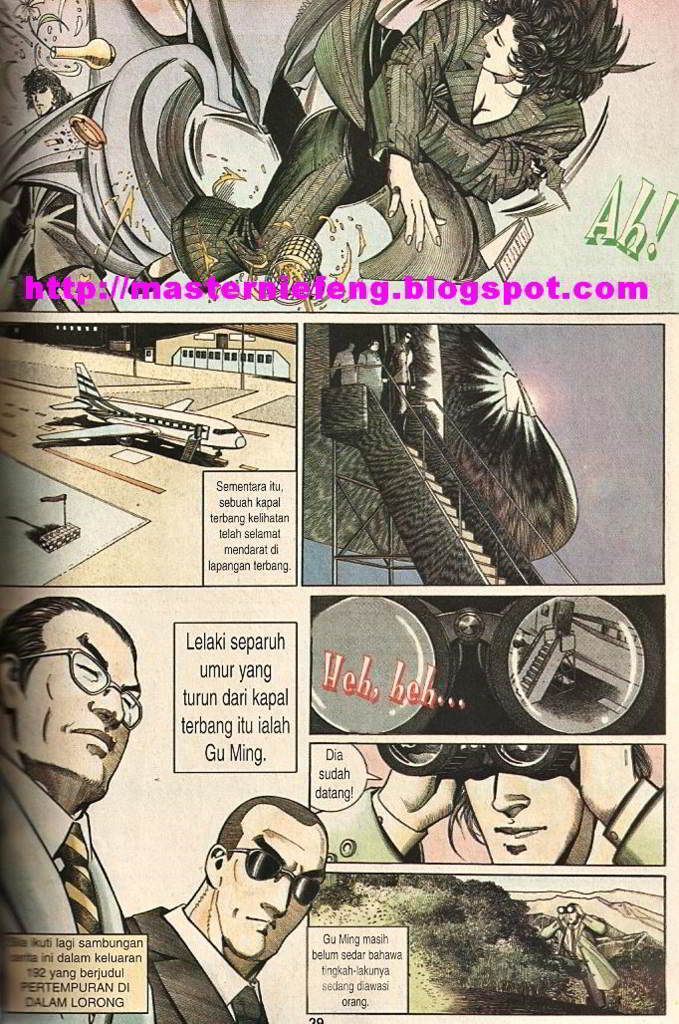 Ah!
http://masterniefeng.blogspot.com
Sementara itu,
sebuah kapal
terbang kelihatan
telah selamat
mendarat di
lapangan terbang.
Lelaki separuh
umur yang
turun dari kapal
terbang itu ialah
Gu Ming.
Heh, heh...
Dia
sudah
datang!
ikuti lagi sambungan
cerita ini dalam keluaran
192 yang berjudul
PERTEMPURAN DI
DALAM LORONG
Gu Ming masih
belum sedar bahawa
tingkah-lakunya
sedang diawasi
orang.
29